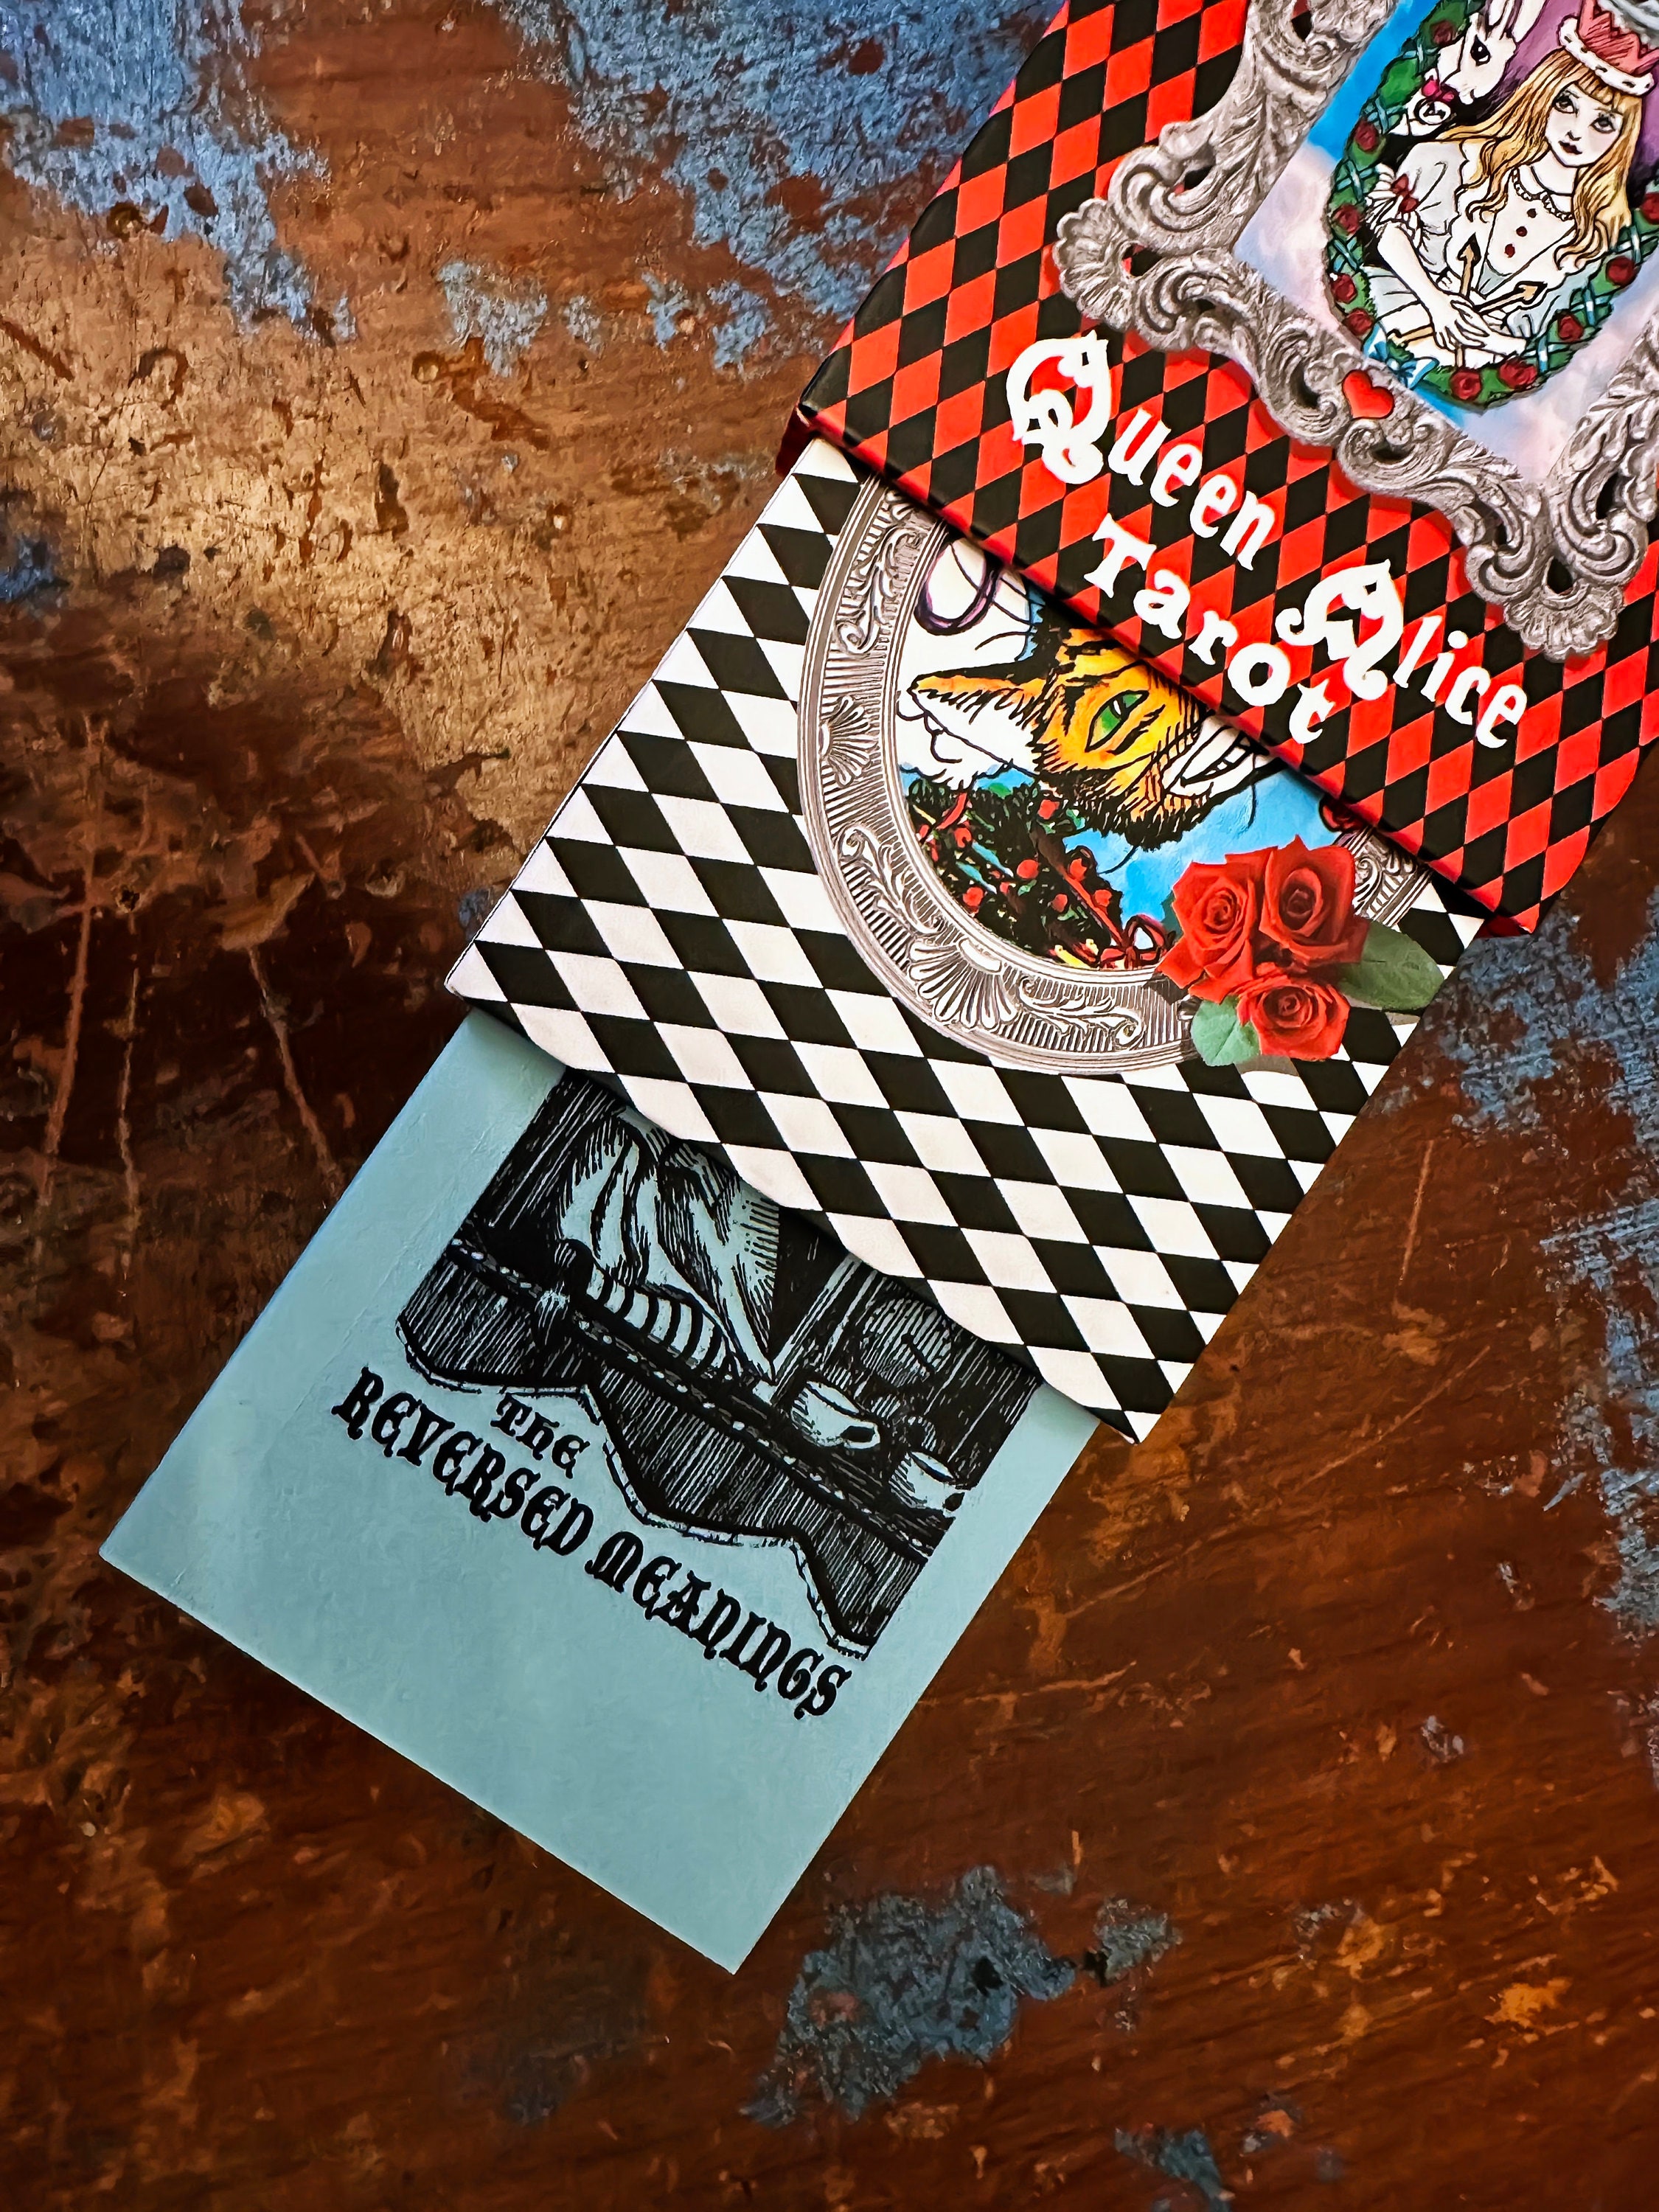 Queen Alice
Tarot
THE
REVERSED MEANINGS